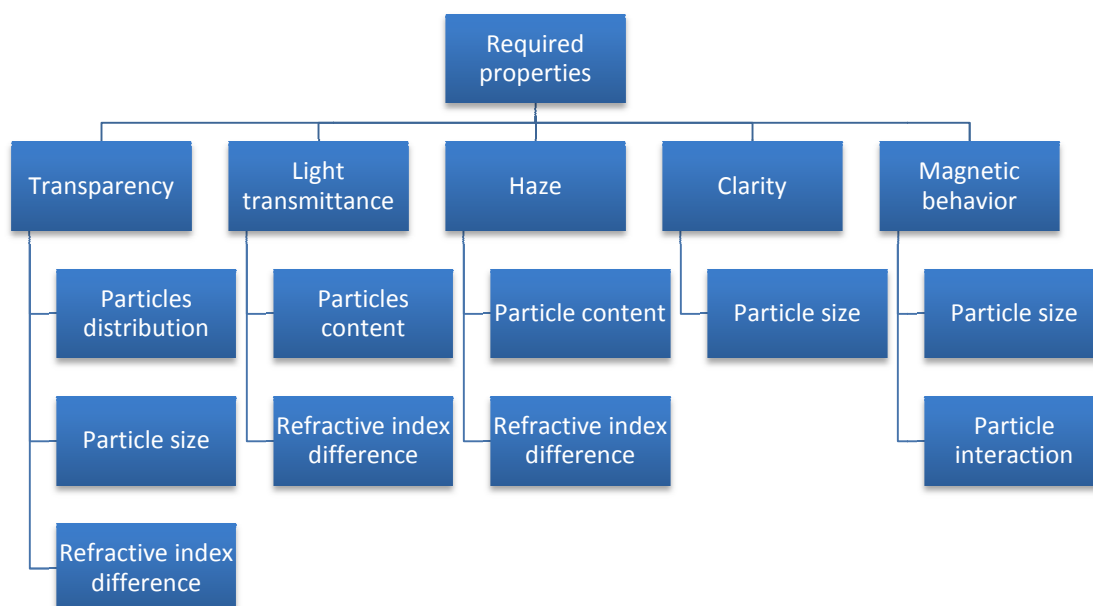 Required
properties
Transparency
Light
transmittance
Haze
Clarity
Magnetic
behavior
Particles
distribution
Particles
content
Particle content
Particle size
Particle size
Particle size
Refractive index
difference
Refractive index
difference
Particle
interaction
Refractive index
difference